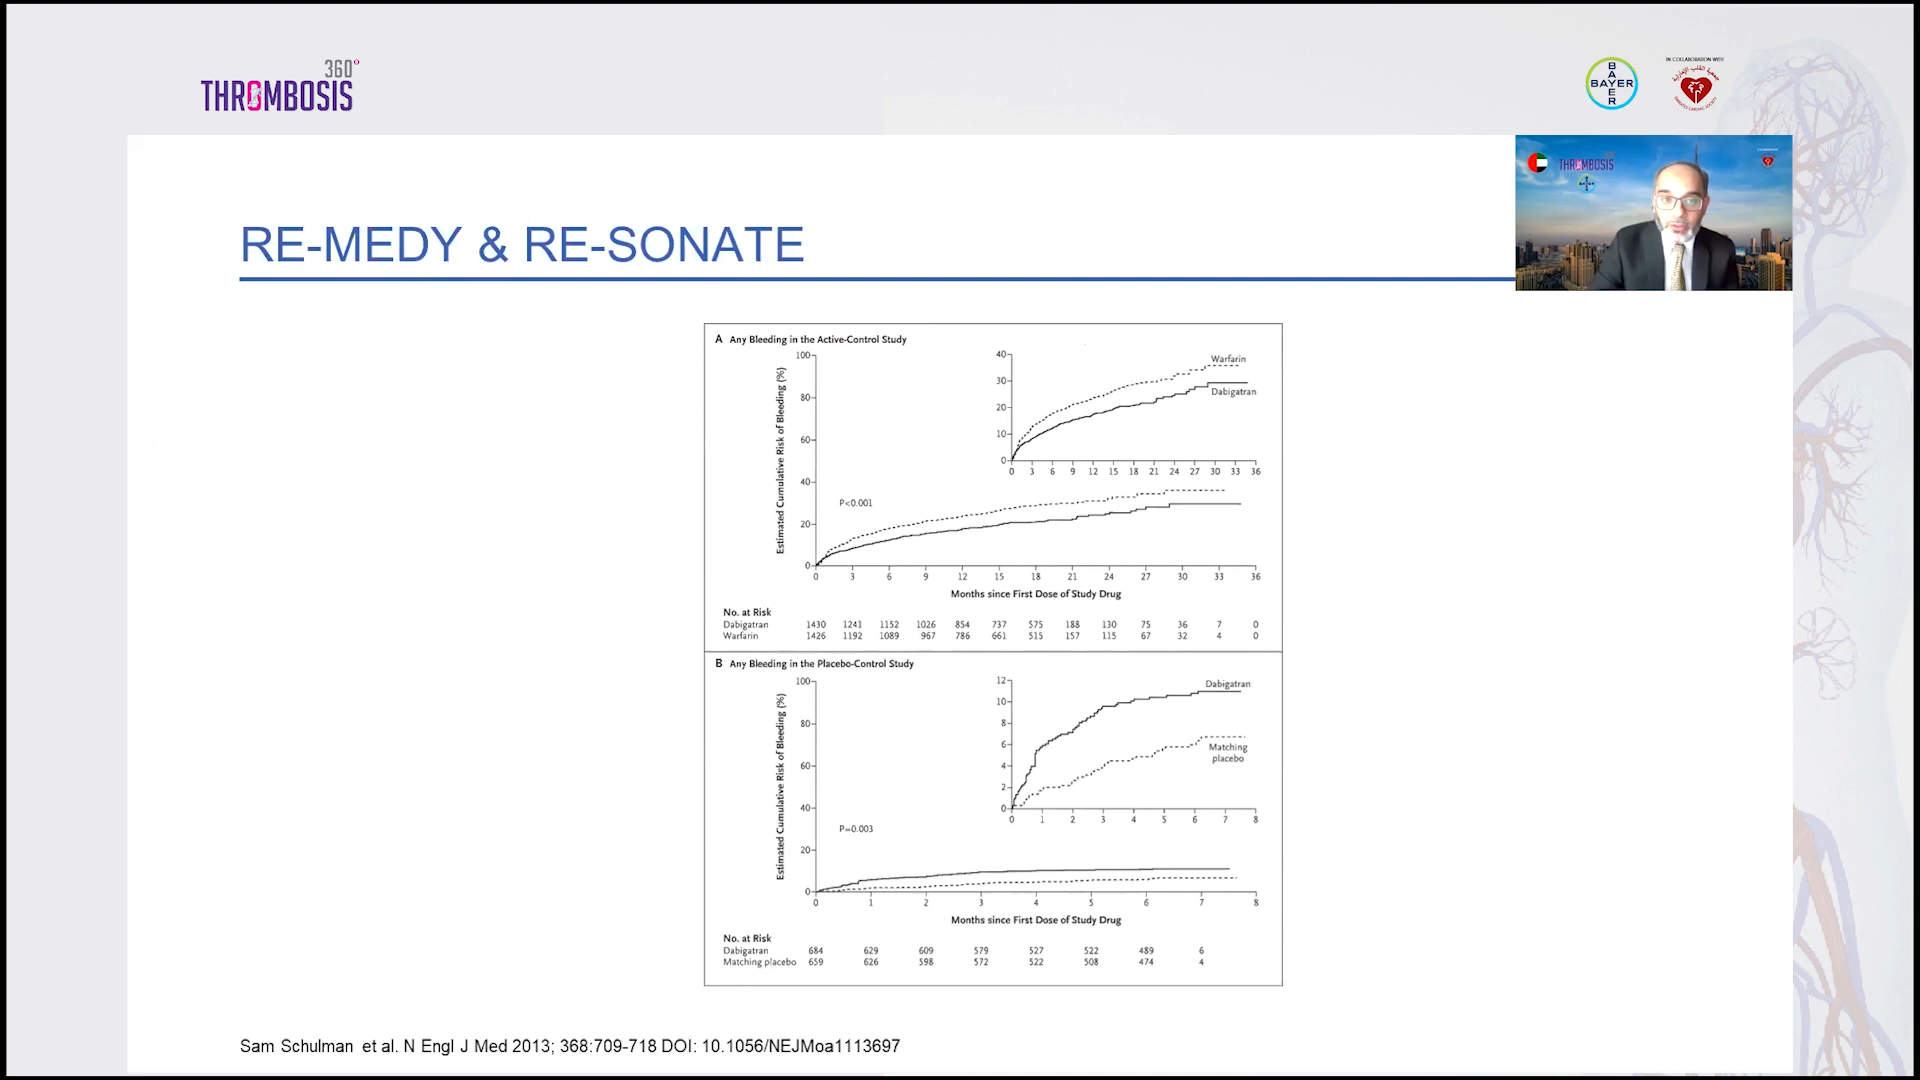 360°
THROMBOSIS
BAYER
BAYER
IN COLLABORATION WITH
جمعية القلب الإماراتية
EMIRATES CARDIAC SOCIETY
THROMBOSIS
RE-MEDY & RE-SONATE
A Any Bleeding in the Active-Control Study
Estimated Cumulative Risk of Bleeding (%)
100
80
60
40
20
0
P<0.001
40
30
20
10
0
Warfarin
Dabigatran
0 3 6 9 12 15 18 21 24 27 30 33 36
0 3 6 9 12 15 18 21 24 27 30 33 36
Months since First Dose of Study Drug
No. at Risk
Dabigatran 1430 1241 1152 1026 854 737 575 188 130 75 36 7 0
Warfarin 1426 1192 1089 967 786 661 515 157 115 67 32 4 0
B Any Bleeding in the Placebo-Control Study
Estimated Cumulative Risk of Bleeding (%)
100
80
60
40
20
0
P=0.003
12
10
8
6
4
2
0
Dabigatran
Matching
placebo
0 1 2 3 4 5 6 7 8
0 1 2 3 4 5 6 7 8
Months since First Dose of Study Drug
No. at Risk
Dabigatran 684 629 609 579 527 522 489 6
Matching placebo 659 626 598 572 522 508 474 4
Sam Schulman et al. N Engl J Med 2013; 368:709-718 DOI: 10.1056/NEJMoa1113697